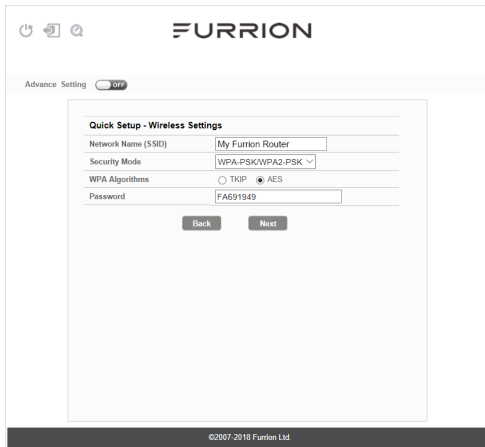 FURRION
Advance Setting OFF
Quick Setup - Wireless Settings
Network Name (SSID) My Furrion Router
Security Mode WPA-PSK/WPA2-PSK
WPA Algorithms TKIP AES
Password FA691949
Back Next
©2007-2018 Furrion Ltd.